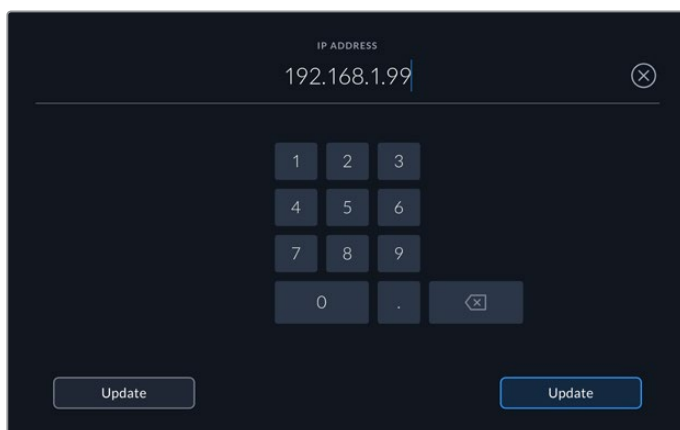 IP ADDRESS
192.168.1.99
1 2 3
4 5 6
7 8 9
0 .
Update Update